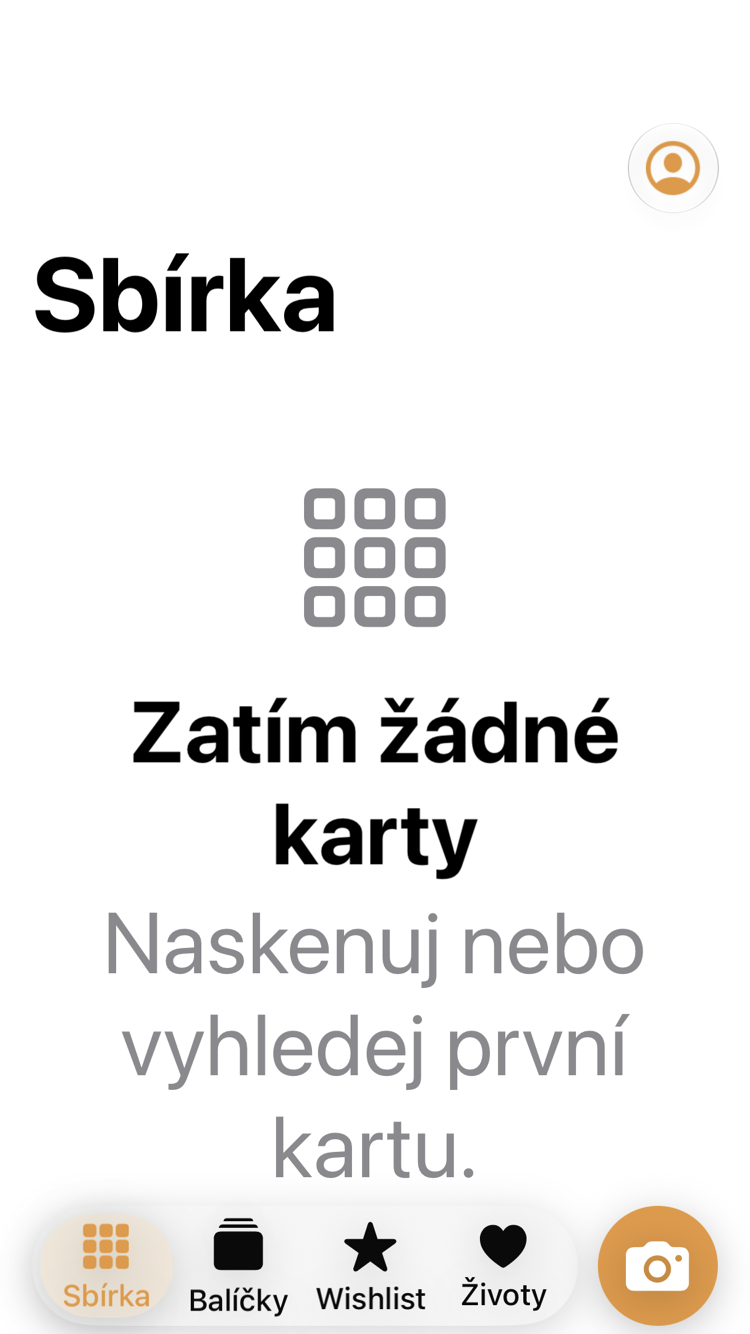 Sbírka
Zatím žádné
karty
Naskenuj nebo
vyhledej první
kartu.
Sbírka Balíčky Wishlist Životy